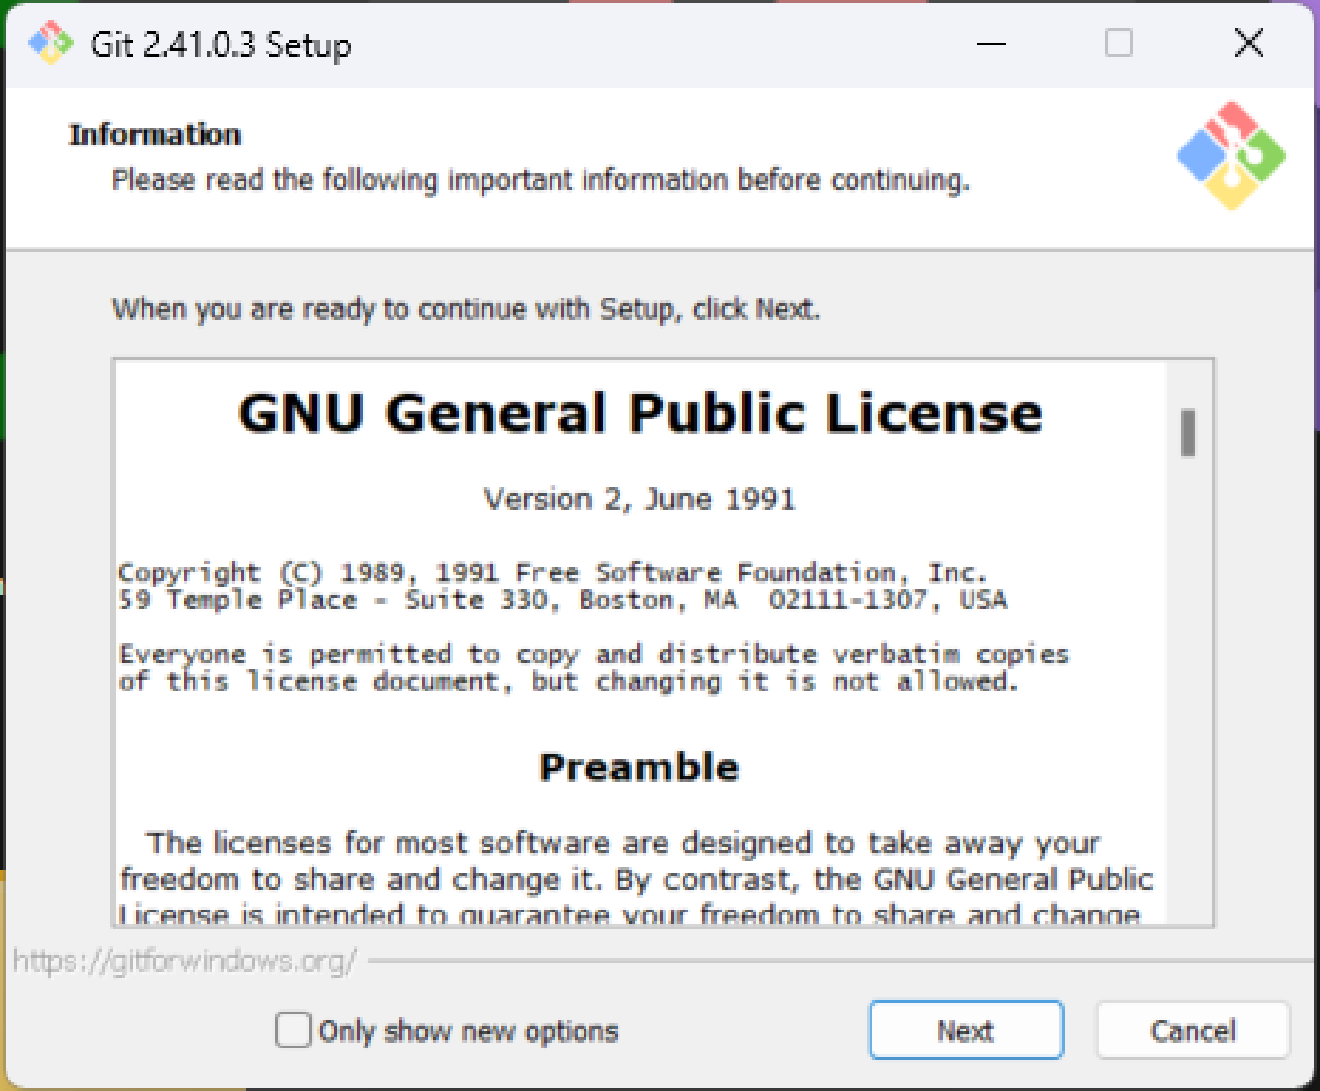 Git 2.41.0.3 Setup
Information
Please read the following important information before continuing.
When you are ready to continue with Setup, click Next.
GNU General Public License
Version 2, June 1991
Copyright (C) 1989, 1991 Free Software Foundation, Inc.
59 Temple Place - Suite 330, Boston, MA  02111-1307, USA
Everyone is permitted to copy and distribute verbatim copies
of this license document, but changing it is not allowed.
Preamble
The licenses for most software are designed to take away your
freedom to share and change it. By contrast, the GNU General Public
License is intended to guarantee your freedom to share and change
https://gitforwindows.org/
Only show new options
Next
Cancel